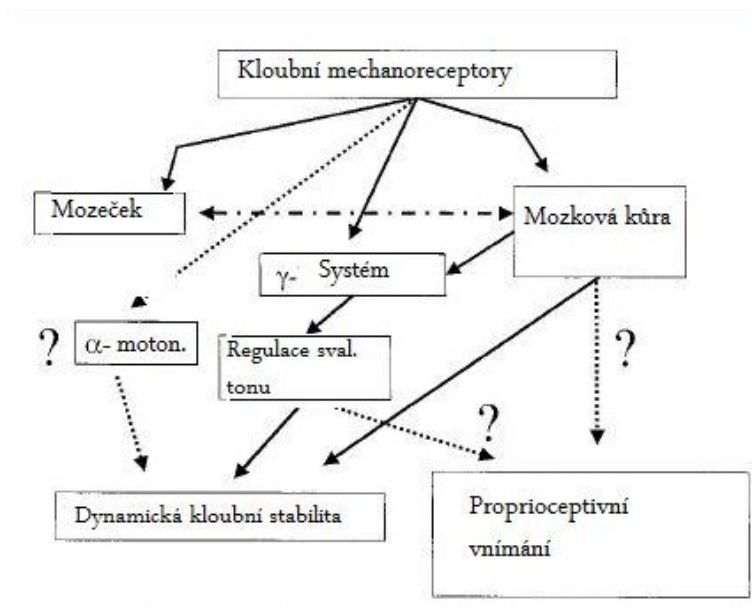 Kloubní mechanoreceptory
Mozeček
Mozková kůra
γ- Systém
?
α- moton.
Regulace sval.
tonu
?
?
Dynamická kloubní stabilita
Proprioceptivní
vnímání